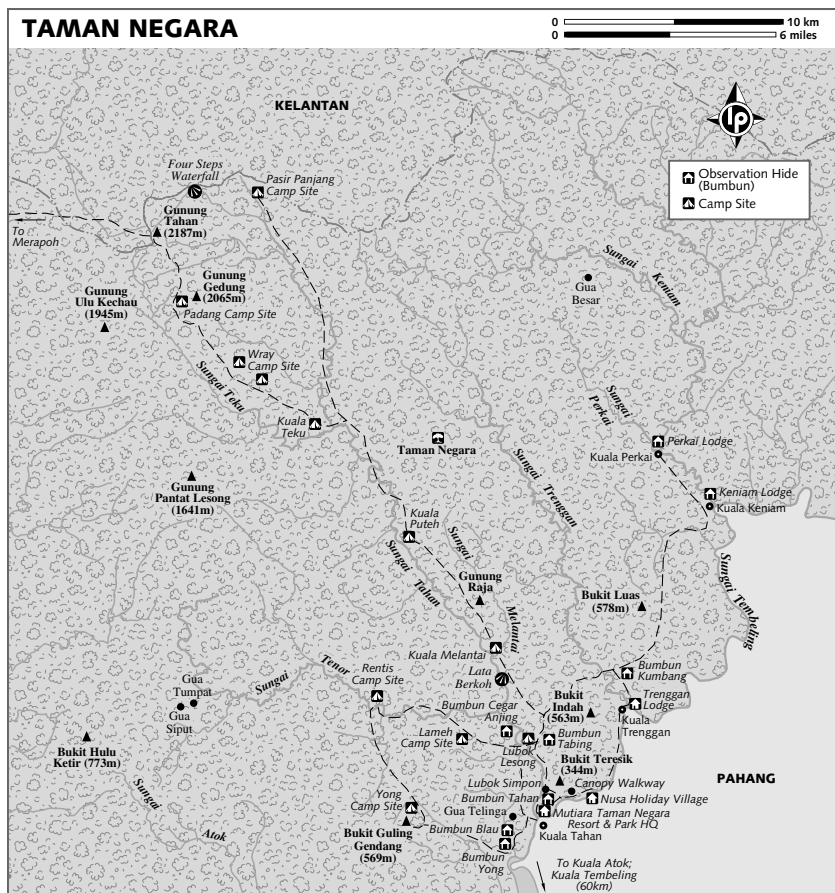 TAMAN NEGARA
0 10 km
0 6 miles
KELANTAN
lp
Observation Hide
(Bumbun)
Camp Site
Four Steps
Waterfall
Pasir Panjang
Camp Site
Gunung
Tahan
(2187m)
To
Merapoh
Sungai Keniam
Gua
Besar
Gunung
Gedung
(2065m)
Gunung
Ulu Kechau
(1945m)
Padang Camp Site
Wray
Camp Site
Sungai Teku
Kuala
Teku
Taman Negara
Sungai
Perkai
Perkai Lodge
Kuala Perkai
Sungai Trenggan
Gunung
Pantat Lesong
(1641m)
Keniam Lodge
Kuala Keniam
Kuala
Puteh
Sungai Tahan
Sungai Melantai
Gunung
Raja
Bukit Luas
(578m)
Sungai Tembeling
Kuala Melantai
Lata
Berkoh
Sungai Tenor
Rentis
Camp Site
Gua
Tumpat
Gua
Siput
Bumbun
Kumbang
Trenggan
Lodge
Kuala
Trenggan
Bumbun Cegar
Anjing
Bukit
Indah
(563m)
Lameh
Camp Site
Lubok
Lesong
Bumbun
Tabing
Bukit Hulu
Ketir (773m)
Bukit Teresik
(344m)
PAHANG
Lubok Simpon
Canopy Walkway
Yong
Camp Site
Bumbun Tahan
Nusa Holiday Village
Gua Telinga
Mutiara Taman Negara
Resort & Park HQ
Sungai Atok
Bukit Guling
Gendang
(569m)
Bumbun Blau
Kuala Tahan
Bumbun
Yong
To Kuala Atok;
Kuala Tembeling
(60km)